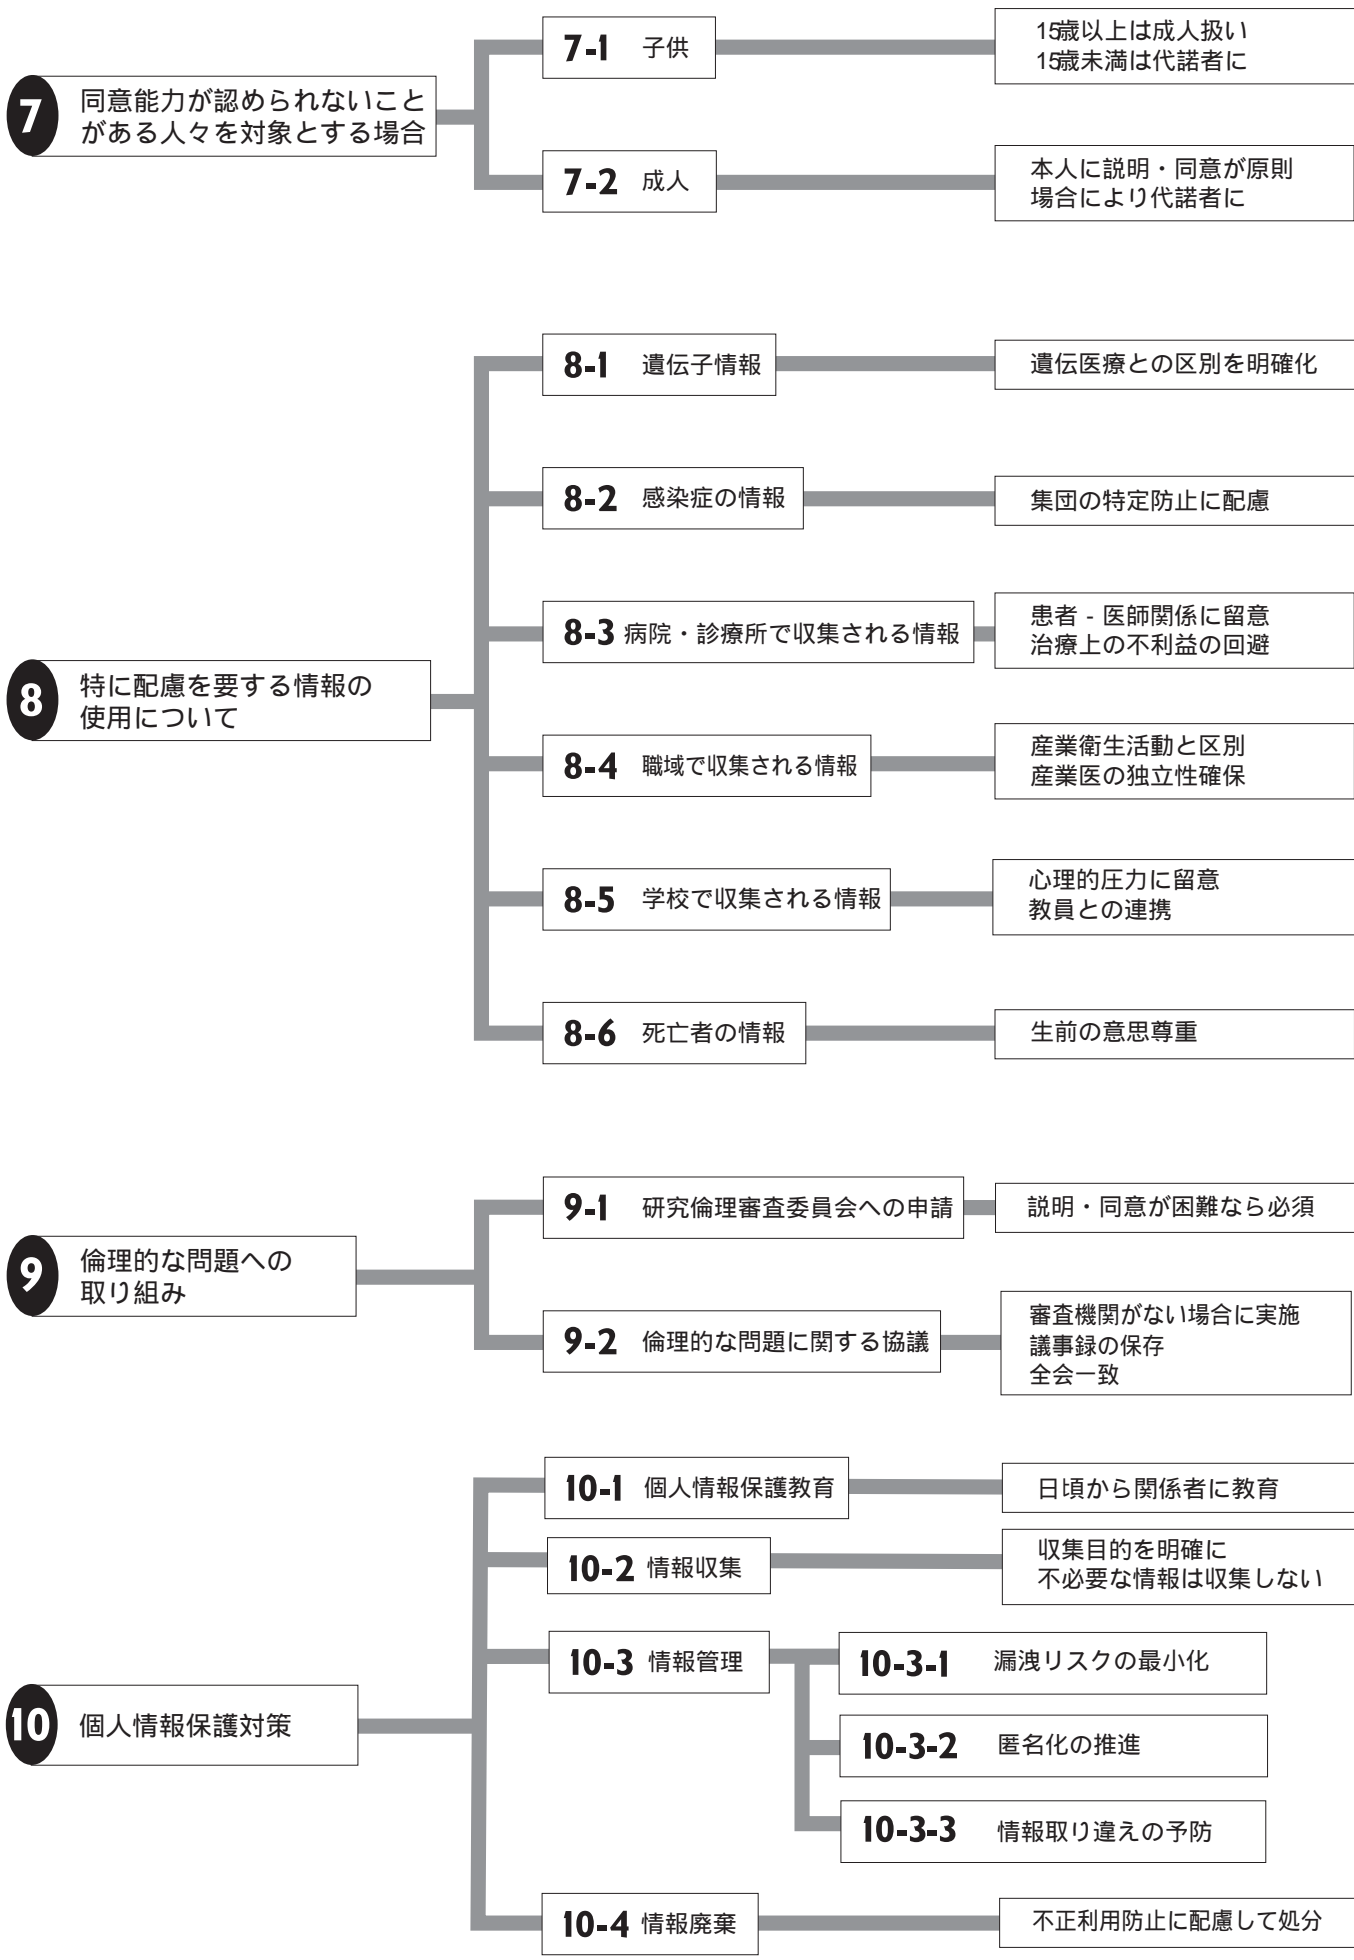 7 同意能力が認められないこと
がある人々を対象とする場合
7-1 子供
15歳以上は成人扱い
15歳未満は代諾者に
7-2 成人
本人に説明・同意が原則
場合により代諾者に
8 特に配慮を要する情報の
使用について
8-1 遺伝子情報
遺伝医療との区別を明確化
8-2 感染症の情報
集団の特定防止に配慮
8-3 病院・診療所で収集される情報
患者 - 医師関係に留意
治療上の不利益の回避
8-4 職域で収集される情報
産業衛生活動と区別
産業医の独立性確保
8-5 学校で収集される情報
心理的圧力に留意
教員との連携
8-6 死亡者の情報
生前の意思尊重
9 倫理的な問題への
取り組み
9-1 研究倫理審査委員会への申請
説明・同意が困難なら必須
9-2 倫理的な問題に関する協議
審査機関がない場合に実施
議事録の保存
全会一致
10 個人情報保護対策
10-1 個人情報保護教育
日頃から関係者に教育
10-2 情報収集
収集目的を明確に
不必要な情報は収集しない
10-3 情報管理
10-3-1 漏洩リスクの最小化
10-3-2 匿名化の推進
10-3-3 情報取り違えの予防
10-4 情報廃棄
不正利用防止に配慮して処分